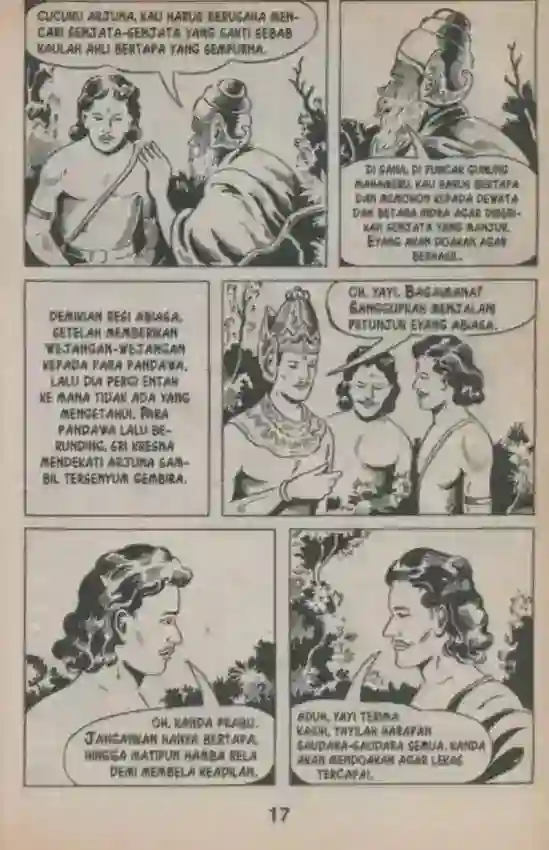 CUCUKU ARJUNA, KAU HARUS BERUSAHA MEN-
CARI SENJATA-SENJATA YANG SAKTI SEBAB
KAULAH AHLI BERTAPA YANG SEMPURNA.
DI SANA, DI PUNCAK GUNUNG
MAHAMERU, KAU HARUS BERTAPA
DAN MEMOHON KEPADA DEWATA
DAN BETARA INDRA AGAR DIBERI-
KAN SENJATA YANG MANJUR.
EYANG AKAN DOAKAN AGAR
BERHASIL.
DEMIKIAN RESI ABIASA,
SETELAH MEMBERIKAN
WEJANGAN-WEJANGAN
KEPADA PARA PANDAWA,
LALU DIA PERGI ENTAH
KE MANA TIDAK ADA YANG
MENGETAHUI. PARA
PANDAWA LALU BE-
RUNDING, SRI KRESNA
MENDEKATI ARJUNA SAM-
BIL TERSENYUM GEMBIRA.
OH, YAYI. BAGAIMANA?
SANGGUPKAH MENJALANI
PETUNJUK EYANG ABIASA.
OH, KANDA PRABU.
JANGANKAN HANYA BERTAPA,
HINGGA MATIPUN HAMBA RELA
DEMI MEMBELA KEADILAN.
ADUH, YAYI TERIMA
KASIH, YAYILAH HARAPAN
SAUDARA-SAUDARA SEMUA. KANDA
AKAN MENDOAKAN AGAR LEKAS
TERCAPAI.
17